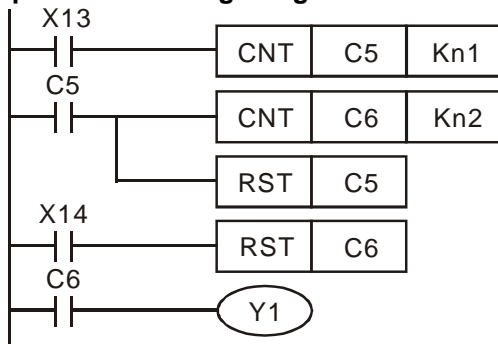 X13
CNT C5 Kn1
C5
CNT C6 Kn2
RST C5
X14
RST C6
C6
Y1